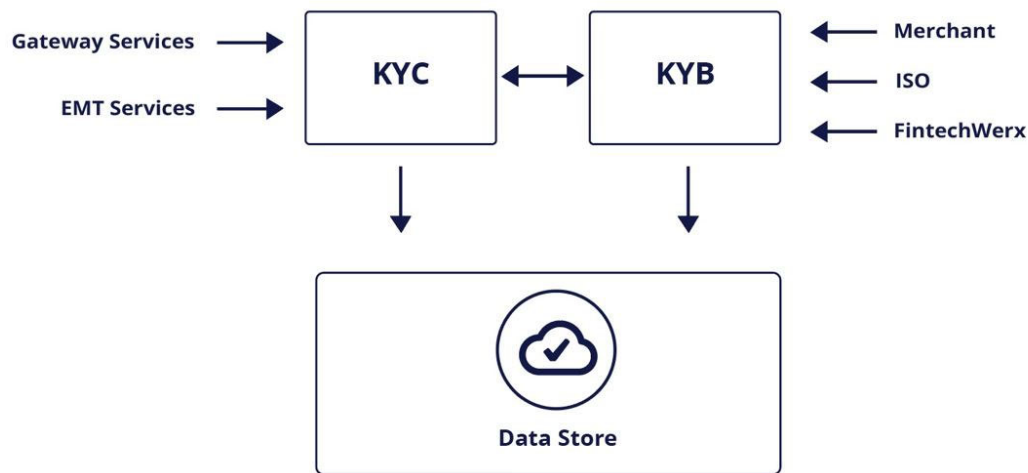 Gateway Services
EMT Services
KYC
KYB
Merchant
ISO
FintechWerx
Data Store